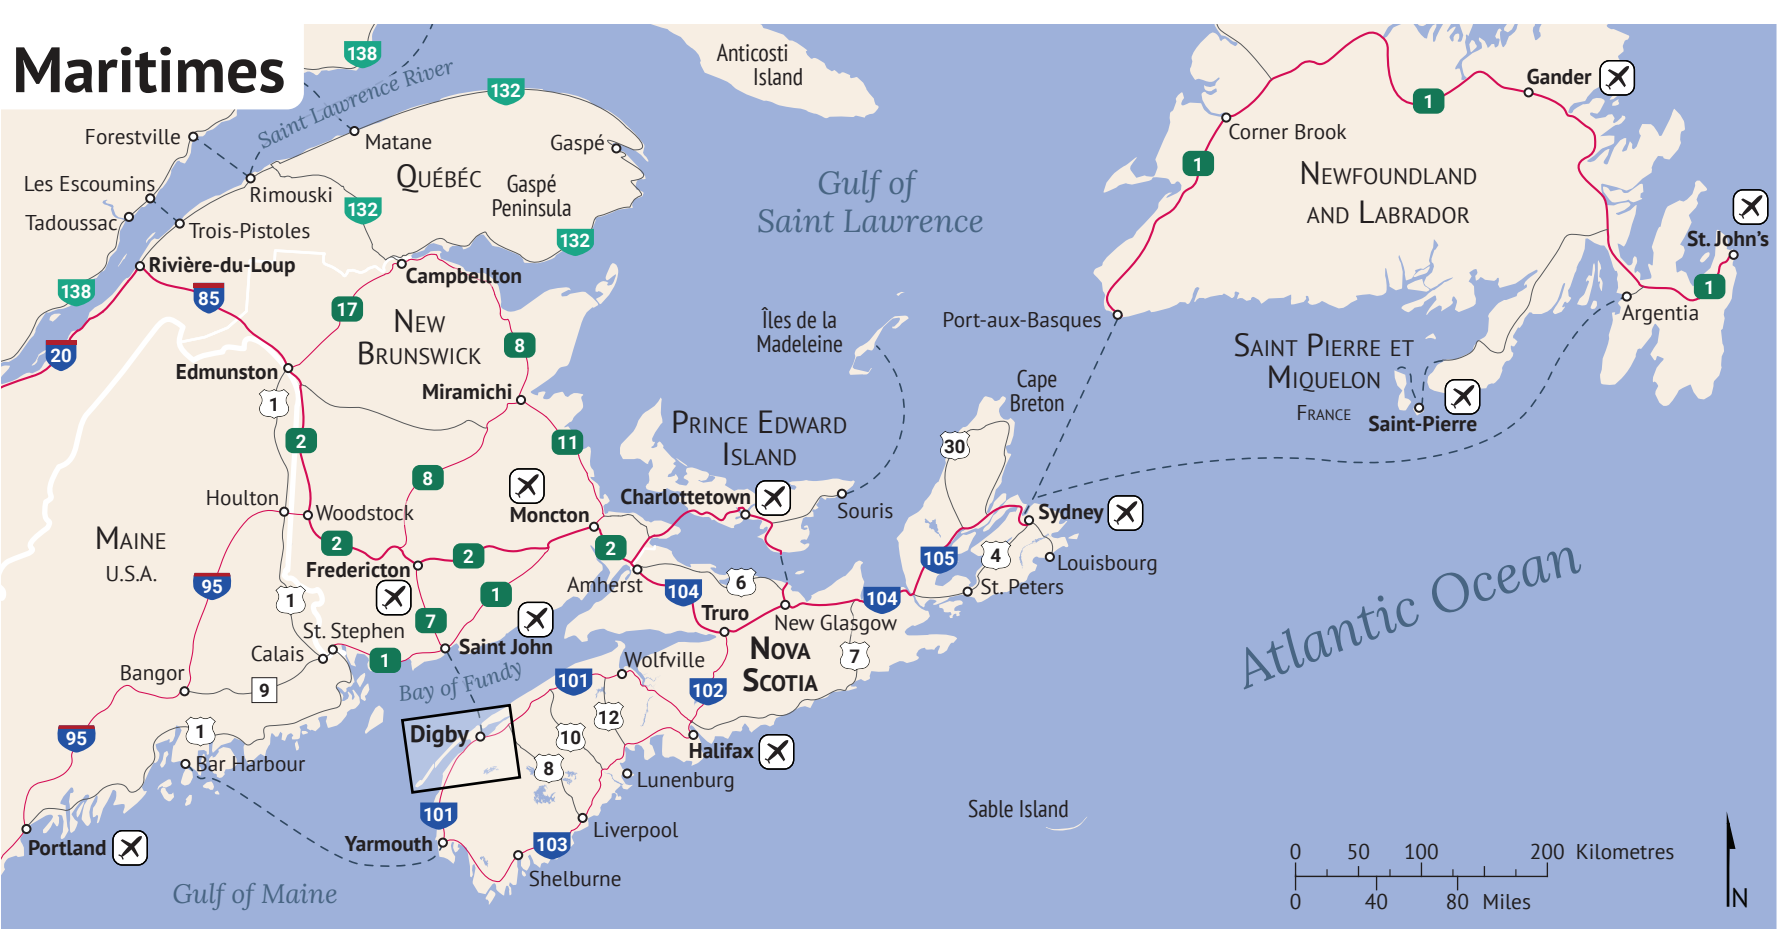 Maritimes
138
Saint Lawrence River
132
Anticosti
Island
Gander
1
Forestville
Matane
Gaspé
Corner Brook
1
QUÉBÉC
Gaspé
Peninsula
Les Escoumins
Rimouski
132
Gulf of
Saint Lawrence
NEWFOUNDLAND
AND LABRADOR
Tadoussac
Trois-Pistoles
132
St. John's
Rivière-du-Loup
Campbellton
138
85
17
1
Argentia
NEW
BRUNSWICK
8
Îles de la
Madeleine
Port-aux-Basques
20
SAINT PIERRE ET
MIQUELON
FRANCE
Saint-Pierre
Edmunston
Miramichi
Cape
Breton
1
PRINCE EDWARD
ISLAND
2
11
30
8
Houlton
Woodstock
Moncton
Charlottetown
Souris
Sydney
MAINE
U.S.A.
2
2
2
105
4
Louisbourg
Fredericton
95
1
1
Amherst
104
6
104
St. Peters
7
Truro
New Glasgow
St. Stephen
Calais
1
Saint John
NOVA
SCOTIA
7
Atlantic Ocean
Bangor
9
Bay of Fundy
101
Wolfville
102
95
1
Digby
10
12
Halifax
Bar Harbour
8
Lunenburg
101
Sable Island
Portland
Yarmouth
103
Liverpool
Shelburne
Gulf of Maine
0 50 100 200 Kilometres
0 40 80 Miles
N